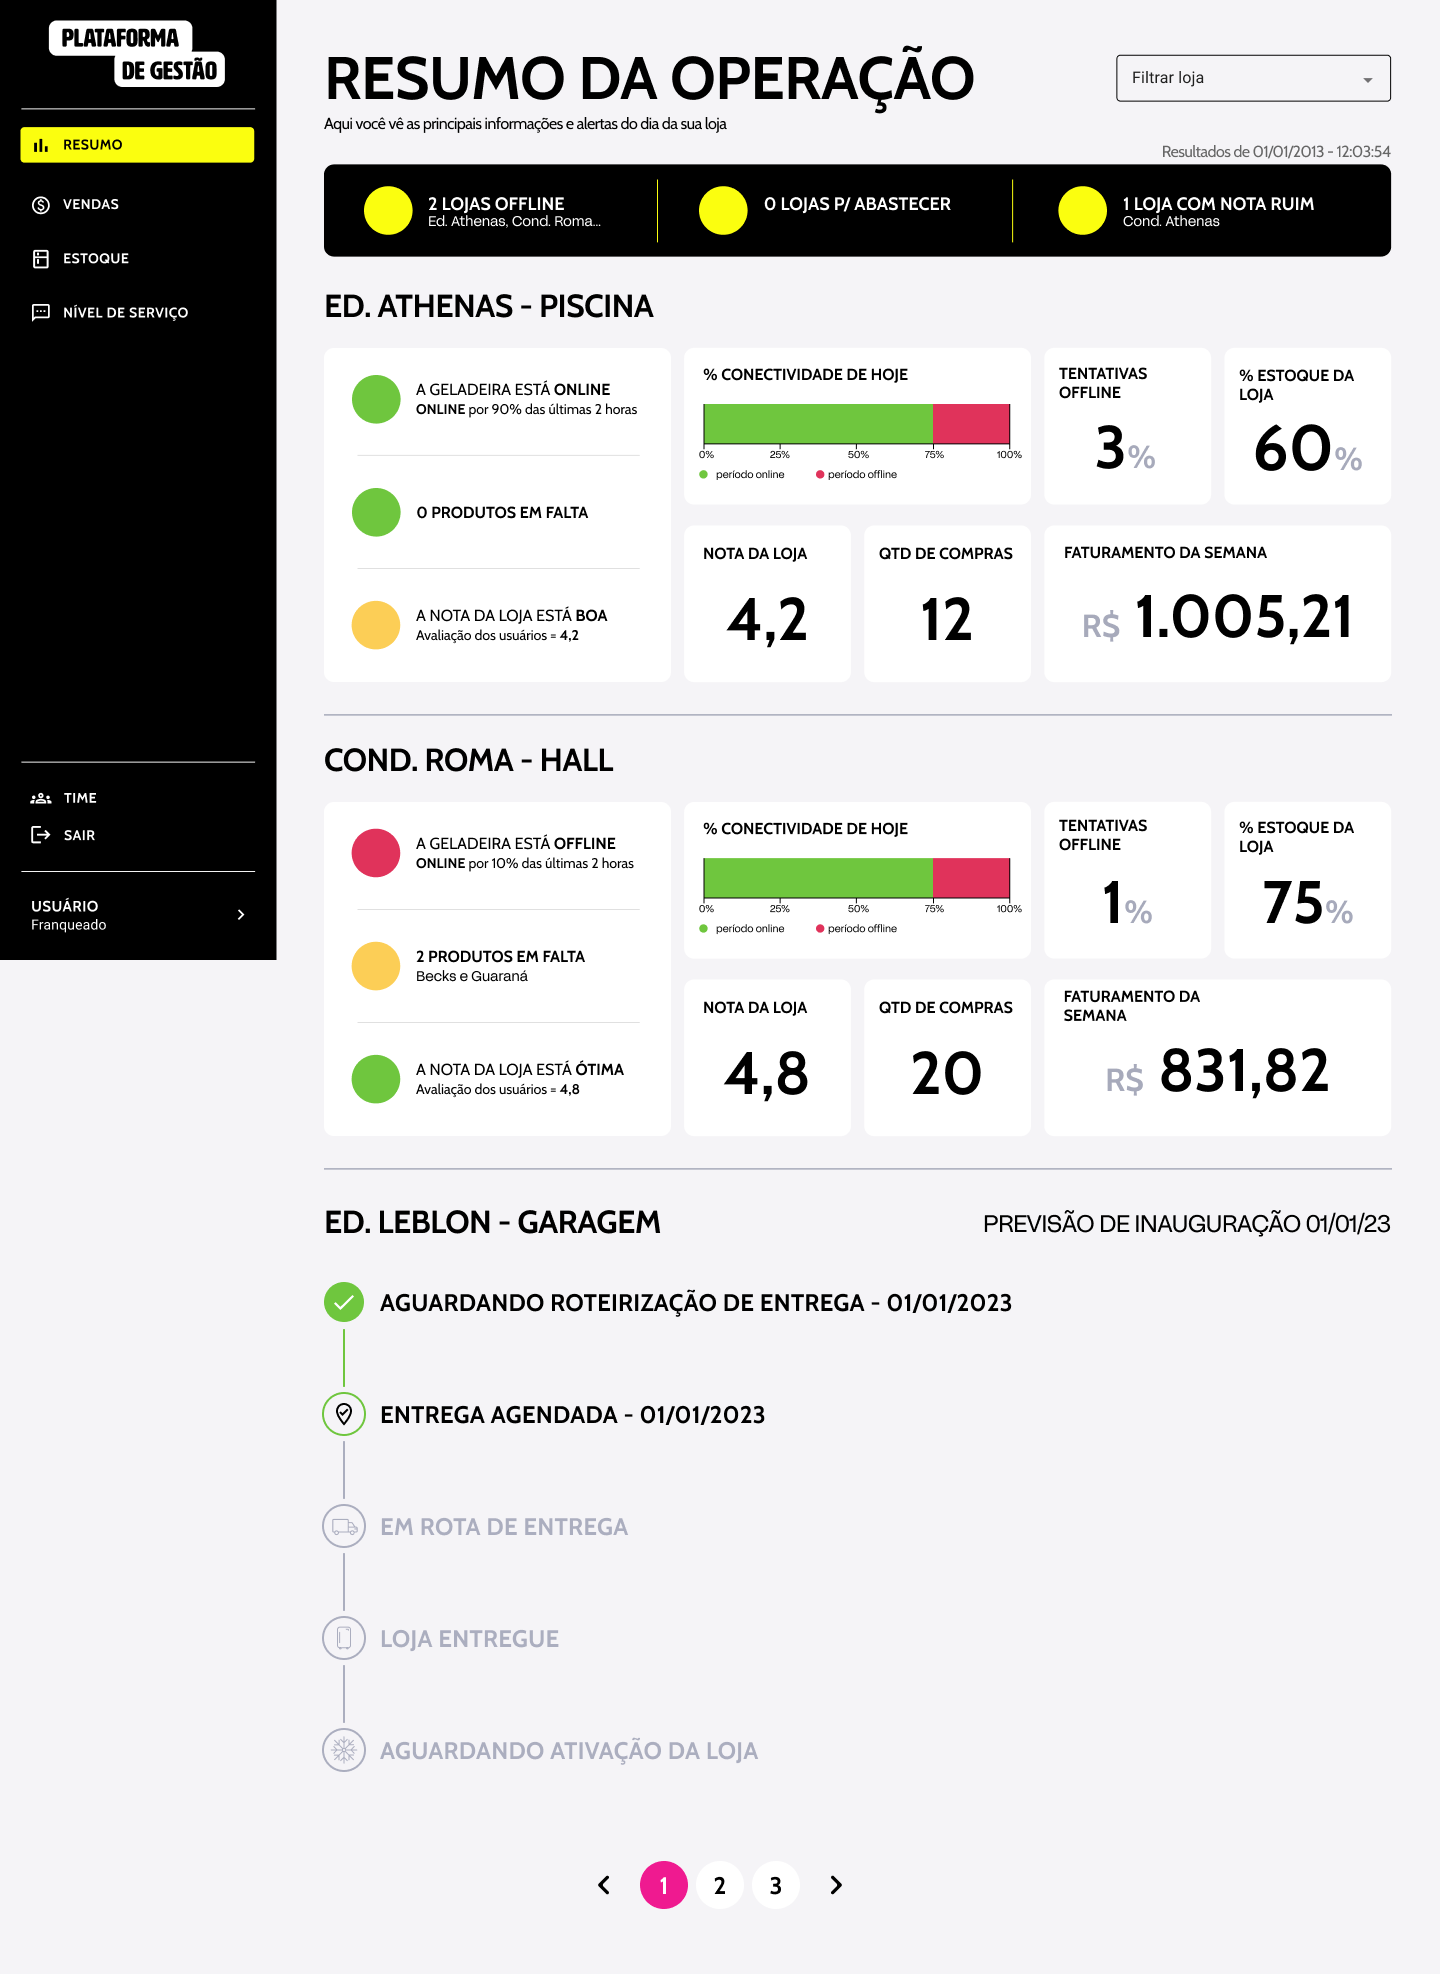 PLATAFORMA
DE GESTÃO
RESUMO
VENDAS
ESTOQUE
NÍVEL DE SERVIÇO
TIME
SAIR
USUÁRIO
Franqueado
RESUMO DA OPERAÇÃO
Aqui você vê as principais informações e alertas do dia da sua loja
Filtrar loja
Resultados de 01/01/2013 - 12:03:54
2 LOJAS OFFLINE
Ed. Athenas, Cond. Roma...
0 LOJAS P/ ABASTECER
1 LOJA COM NOTA RUIM
Cond. Athenas
ED. ATHENAS - PISCINA
A GELADEIRA ESTÁ ONLINE
ONLINE por 90% das últimas 2 horas
0 PRODUTOS EM FALTA
A NOTA DA LOJA ESTÁ BOA
Avaliação dos usuários = 4,2
% CONECTIVIDADE DE HOJE
0% 25% 50% 75% 100%
período online período offline
TENTATIVAS
OFFLINE
3%
% ESTOQUE DA
LOJA
60%
NOTA DA LOJA
4,2
QTD DE COMPRAS
12
FATURAMENTO DA SEMANA
R$ 1.005,21
COND. ROMA - HALL
A GELADEIRA ESTÁ OFFLINE
ONLINE por 10% das últimas 2 horas
2 PRODUTOS EM FALTA
Becks e Guaraná
A NOTA DA LOJA ESTÁ ÓTIMA
Avaliação dos usuários = 4,8
% CONECTIVIDADE DE HOJE
0% 25% 50% 75% 100%
período online período offline
TENTATIVAS
OFFLINE
1%
% ESTOQUE DA
LOJA
75%
NOTA DA LOJA
4,8
QTD DE COMPRAS
20
FATURAMENTO DA
SEMANA
R$ 831,82
ED. LEBLON - GARAGEM
PREVISÃO DE INAUGURAÇÃO 01/01/23
AGUARDANDO ROTEIRIZAÇÃO DE ENTREGA - 01/01/2023
ENTREGA AGENDADA - 01/01/2023
EM ROTA DE ENTREGA
LOJA ENTREGUE
AGUARDANDO ATIVAÇÃO DA LOJA
1 2 3